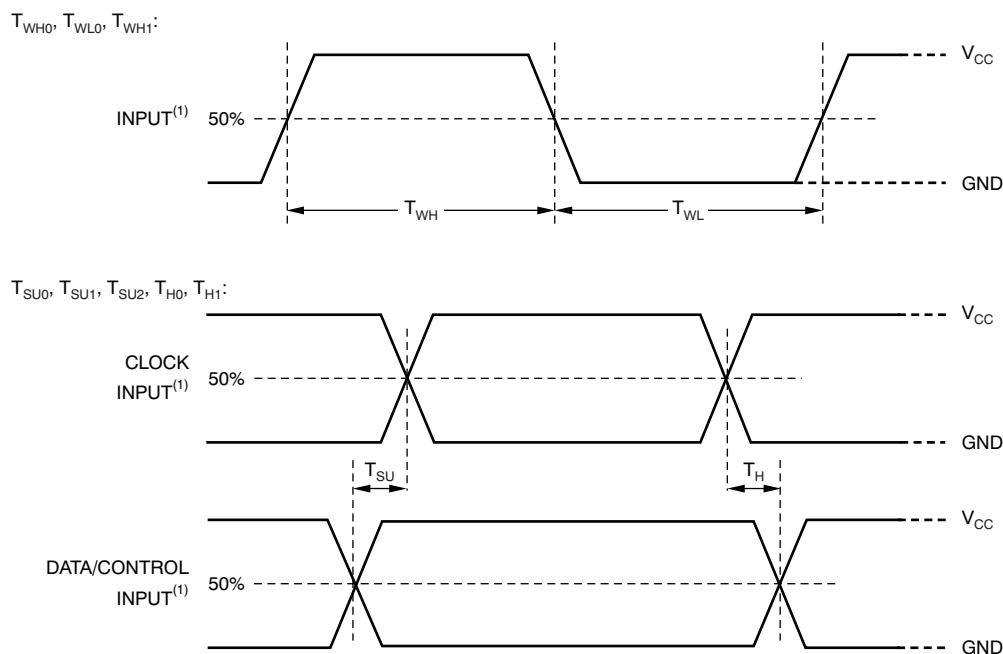 T_WH0, T_WL0, T_WH1:
V_CC
INPUT^(1) 50%
GND
T_WH T_WL
T_SU0, T_SU1, T_SU2, T_H0, T_H1:
V_CC
CLOCK
INPUT^(1) 50%
GND
T_SU T_H
V_CC
DATA/CONTROL
INPUT^(1) 50%
GND